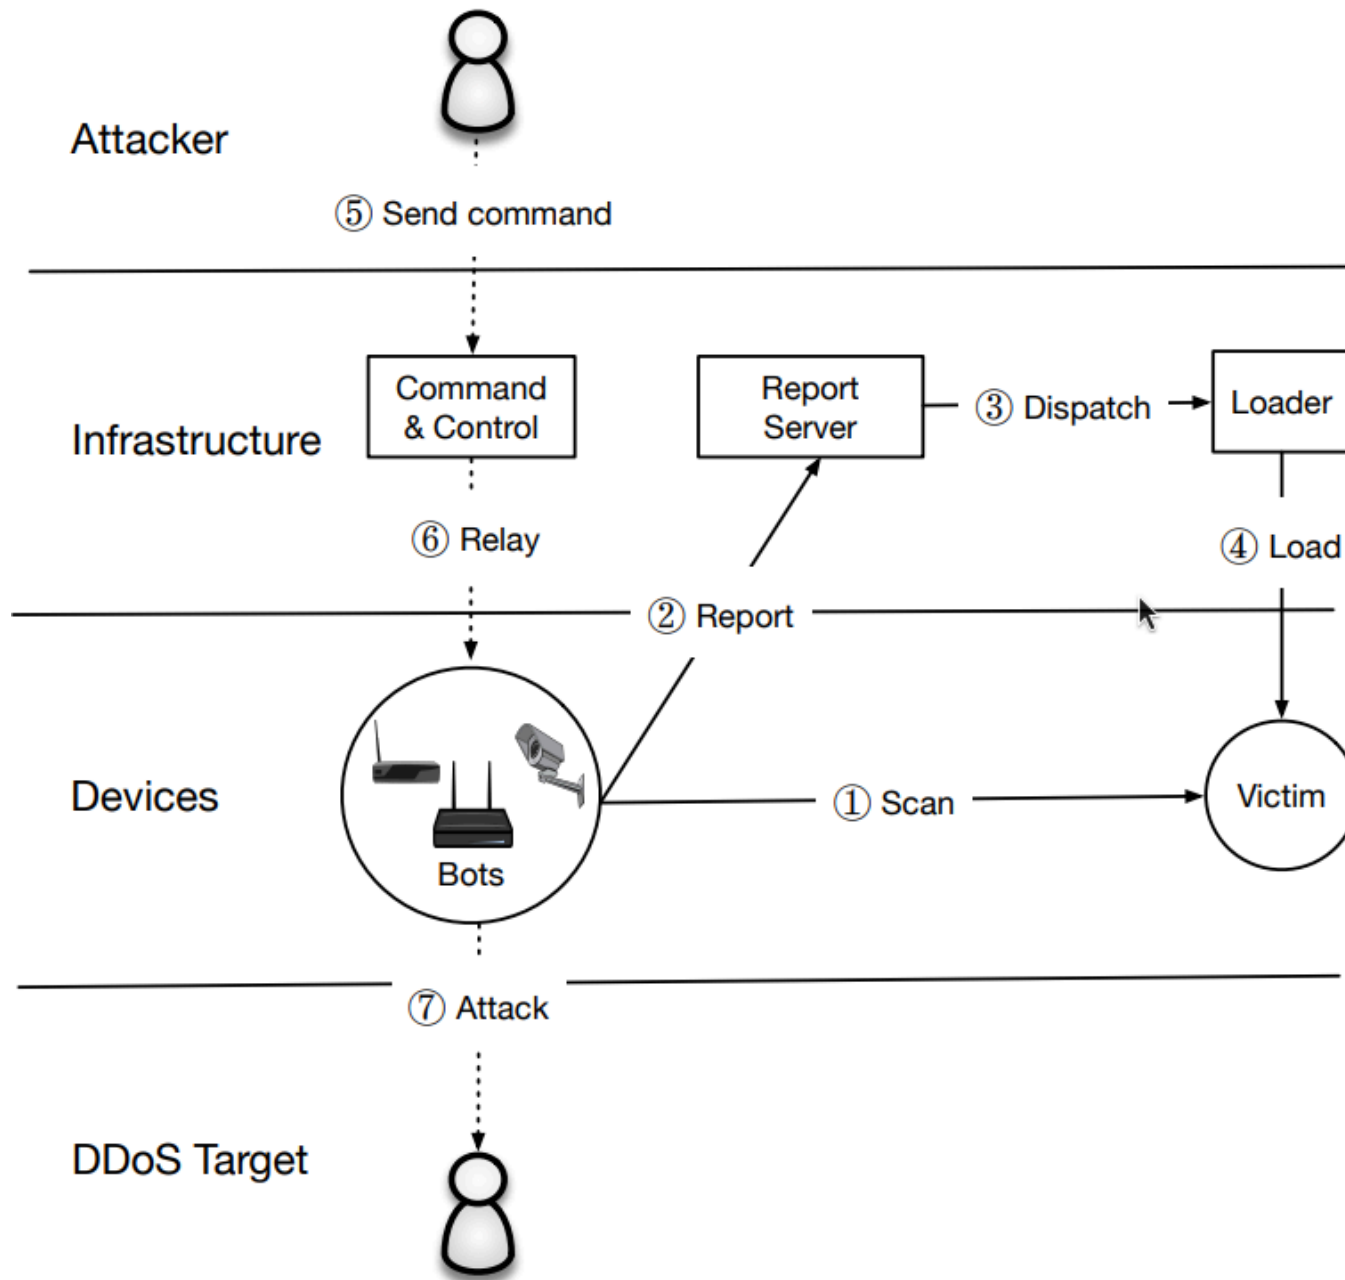 Attacker
⑤ Send command
Infrastructure
Command
& Control
Report
Server
③ Dispatch
Loader
⑥ Relay
④ Load
② Report
Devices
Bots
① Scan
Victim
⑦ Attack
DDoS Target